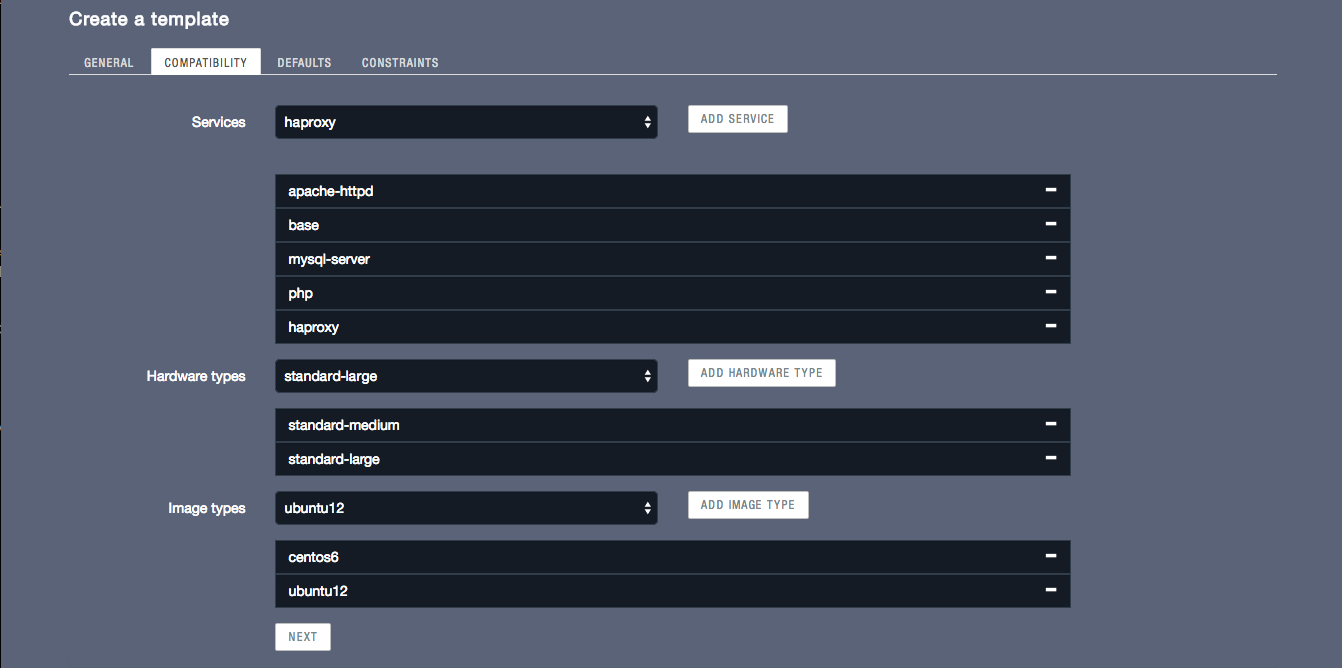 Create a template
GENERAL COMPATIBILITY DEFAULTS CONSTRAINTS
Services haproxy ADD SERVICE
apache-httpd
base
mysql-server
php
haproxy
Hardware types standard-large ADD HARDWARE TYPE
standard-medium
standard-large
Image types ubuntu12 ADD IMAGE TYPE
centos6
ubuntu12
NEXT